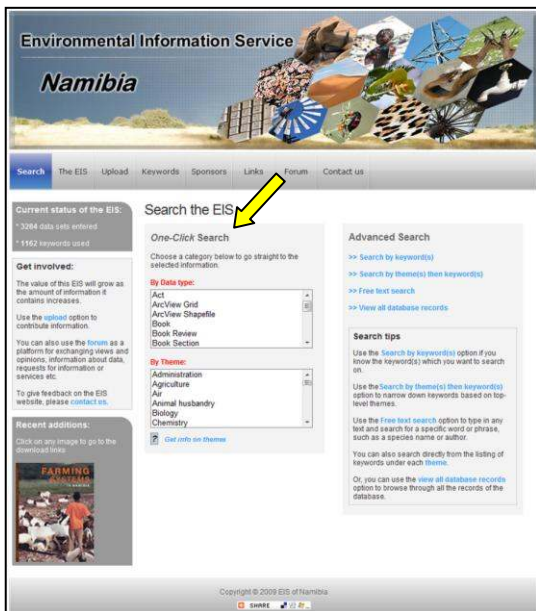 Environmental Information Service
Namibia
Search The EIS Upload Keywords Sponsors Links Forum Contact us
Current status of the EIS:
* 3264 data sets entered
* 1162 keywords used
Get involved:
The value of this EIS will grow as
the amount of information it
contains increases.
Use the upload option to
contribute information.
You can also use the forum as a
platform for exchanging views and
opinions, information about data,
requests for information or
services etc.
To give feedback on the EIS
website, please contact us.
Recent additions:
Click on any image to go to the
download links
FARMING
SYSTEMS
Search the EIS
One-Click Search
Choose a category below to go straight to the
selected information.
By Data type:
Act
ArcView Grid
ArcView Shapefile
Book
Book Review
Book Section
By Theme:
Administration
Agriculture
Air
Animal husbandry
Biology
Chemistry
? Get info on themes
Advanced Search
>> Search by keyword(s)
>> Search by theme(s) then keyword(s)
>> Free text search
>> View all database records
Search tips
Use the Search by keyword(s) option if you
know the keyword(s) which you want to search
on.
Use the Search by theme(s) then keyword(s)
option to narrow down keywords based on top-
level themes.
Use the Free text search option to type in any
text and search for a specific word or phrase,
such as a species name or author.
You can also search directly from the listing of
keywords under each theme.
Or, you can use the view all database records
option to browse through all the records of the
database.
Copyright © 2009 EIS of Namibia
SHARE